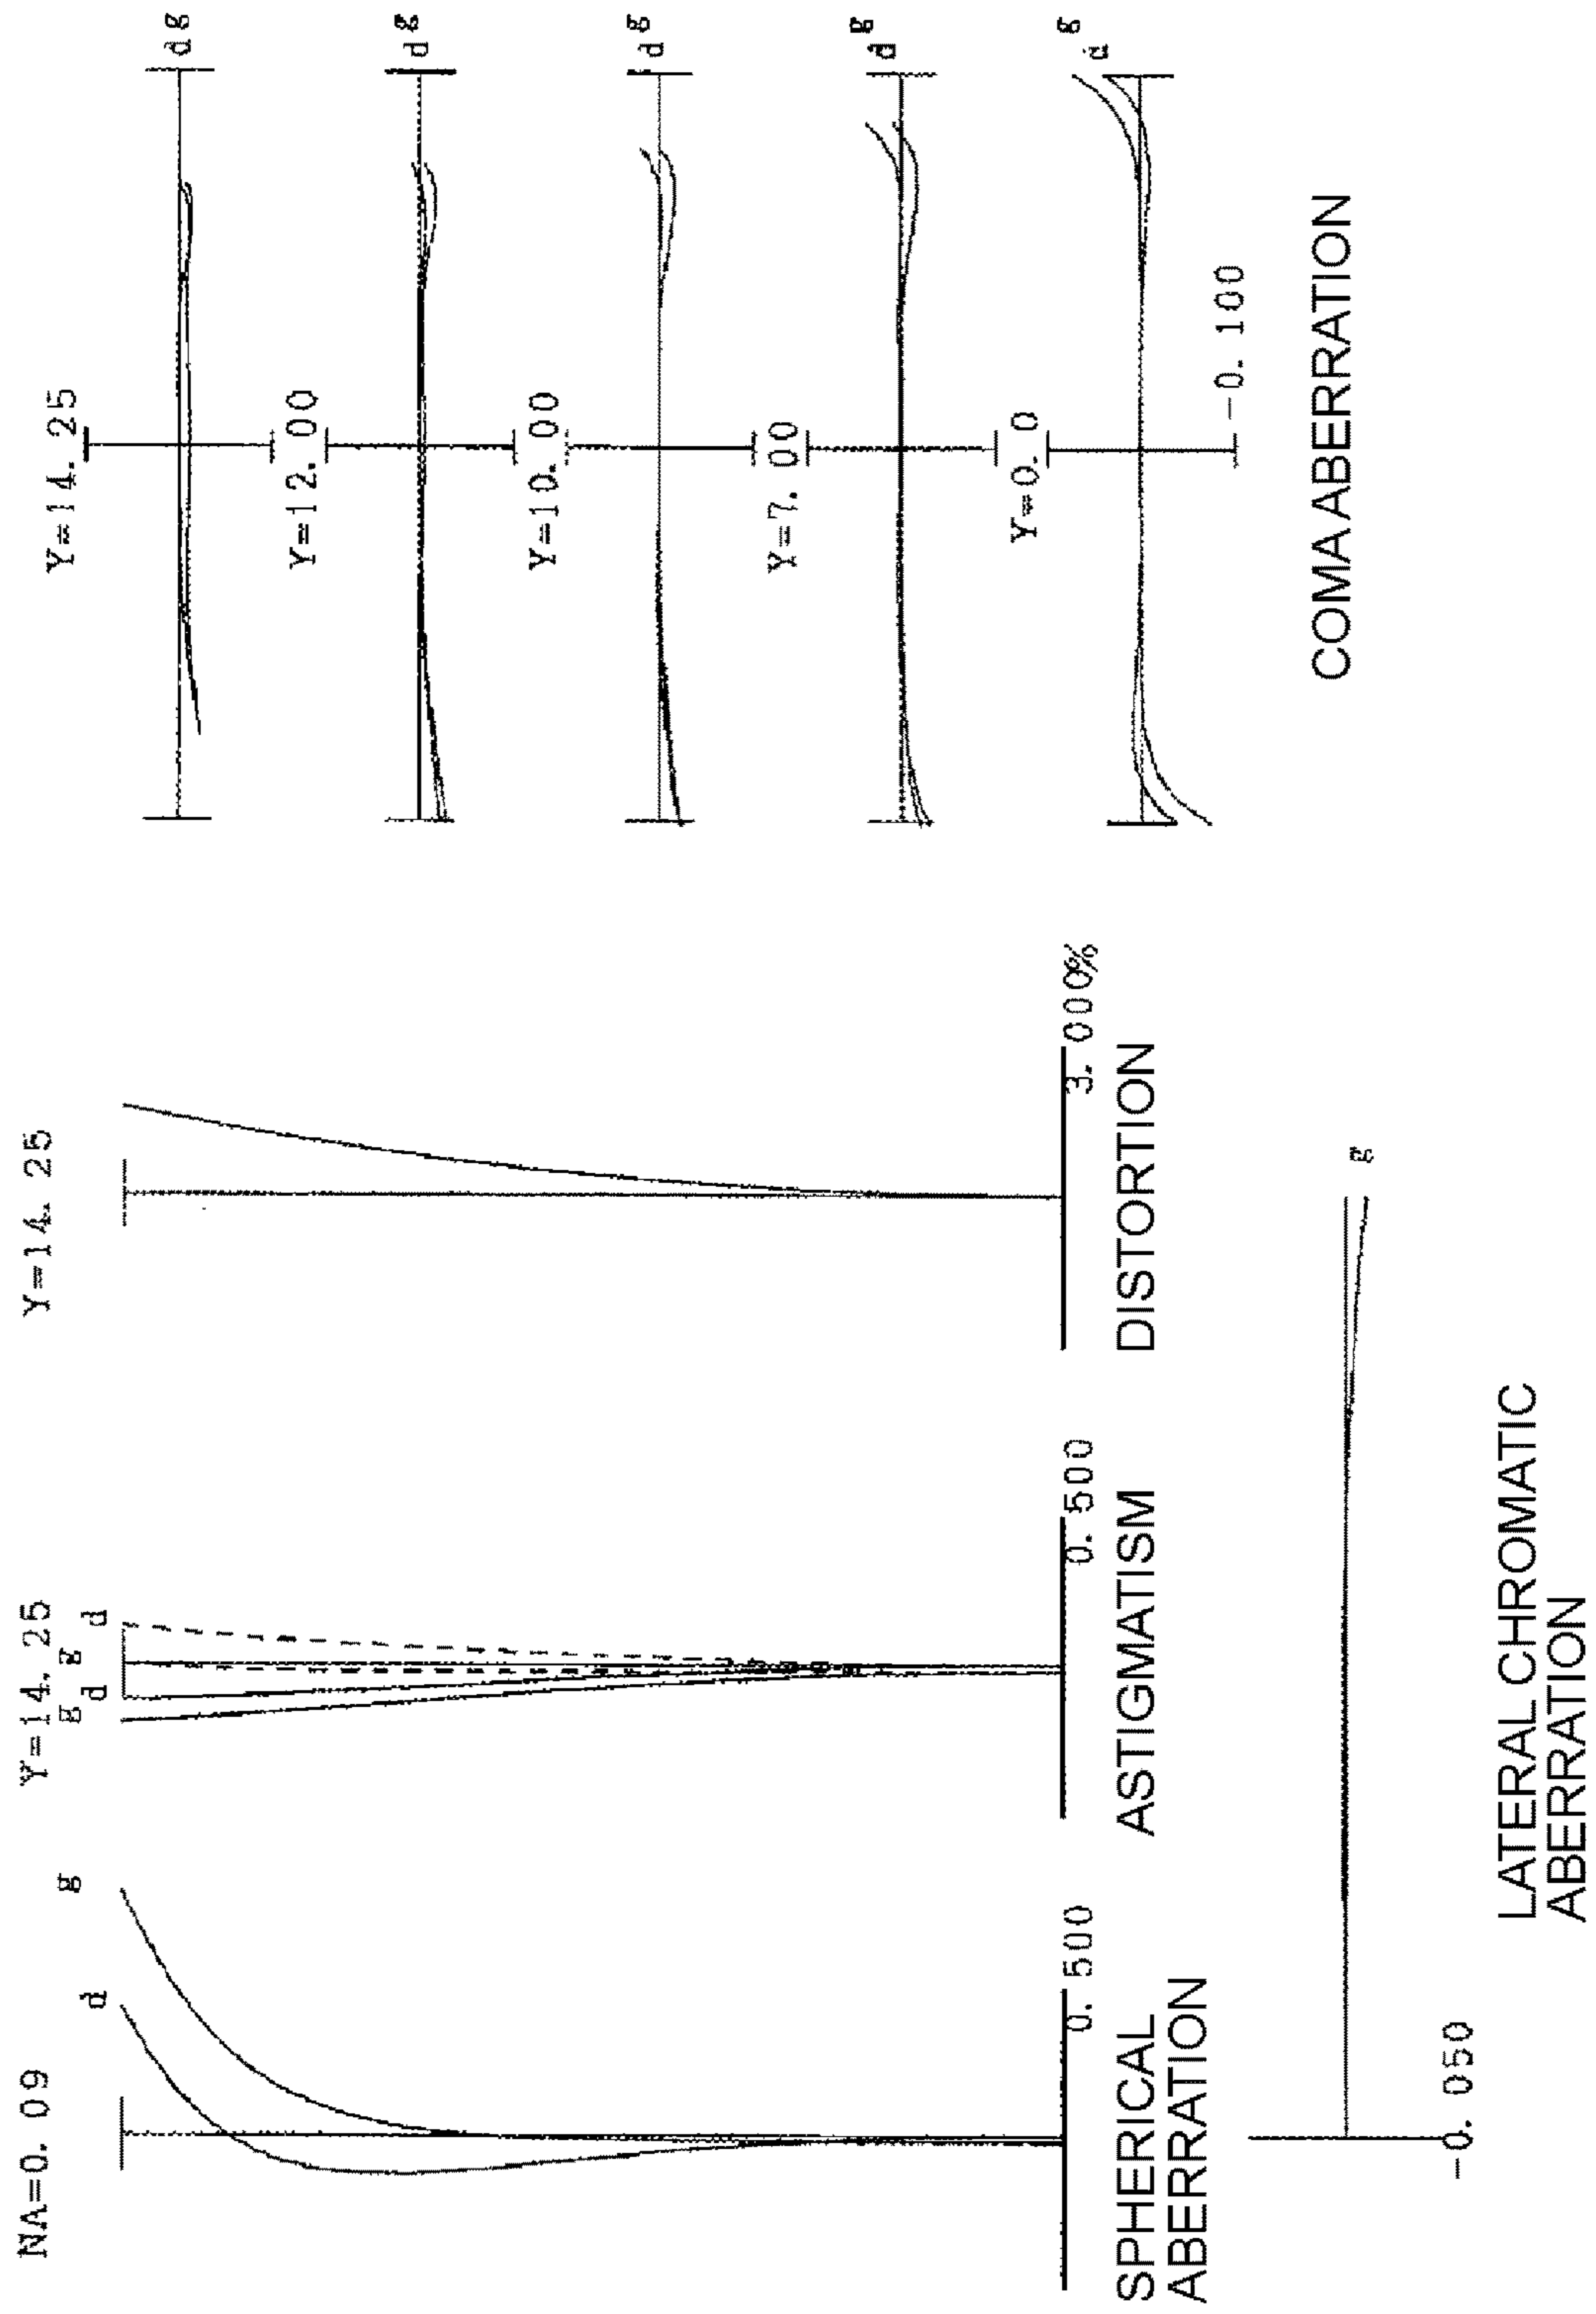 NA=0.09
d
g
0.500
SPHERICAL
ABERRATION
Y=14.25
g
d
g
d
0.500
ASTIGMATISM
Y=14.25
3.000%
DISTORTION
Y=14.25
d g
Y=12.00
d g
Y=10.00
d g
Y=7.00
d g
Y=0.0
d g
-0.100
COMA ABERRATION
g
-0.050
LATERAL CHROMATIC
ABERRATION